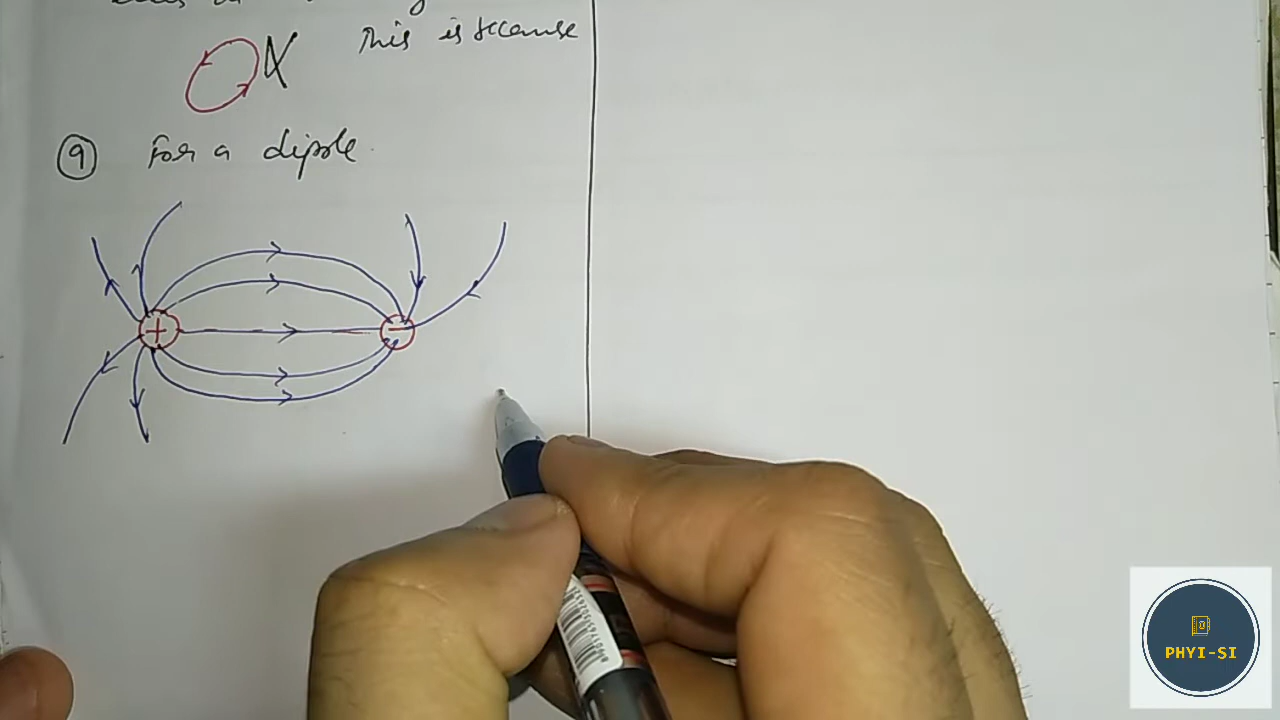 This is because
9 For a dipole
+
−
PHYI-SI